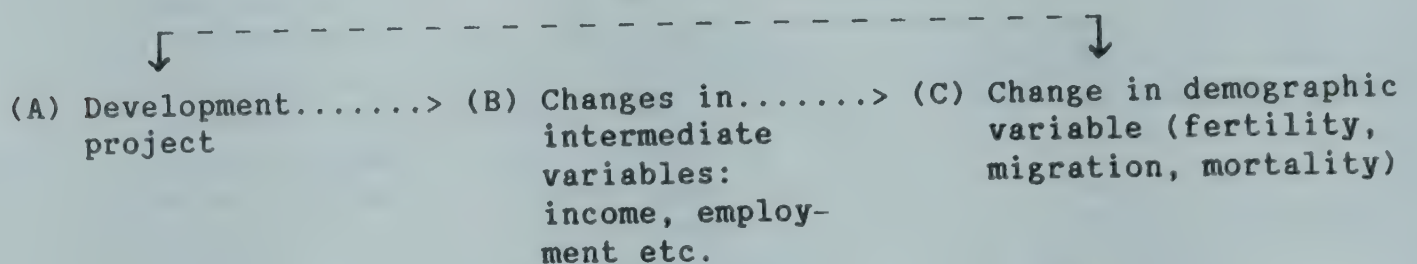 (A) Development.......> (B) Changes in.......> (C) Change in demographic
project intermediate variable (fertility,
variables: migration, mortality)
income, employ-
ment etc.